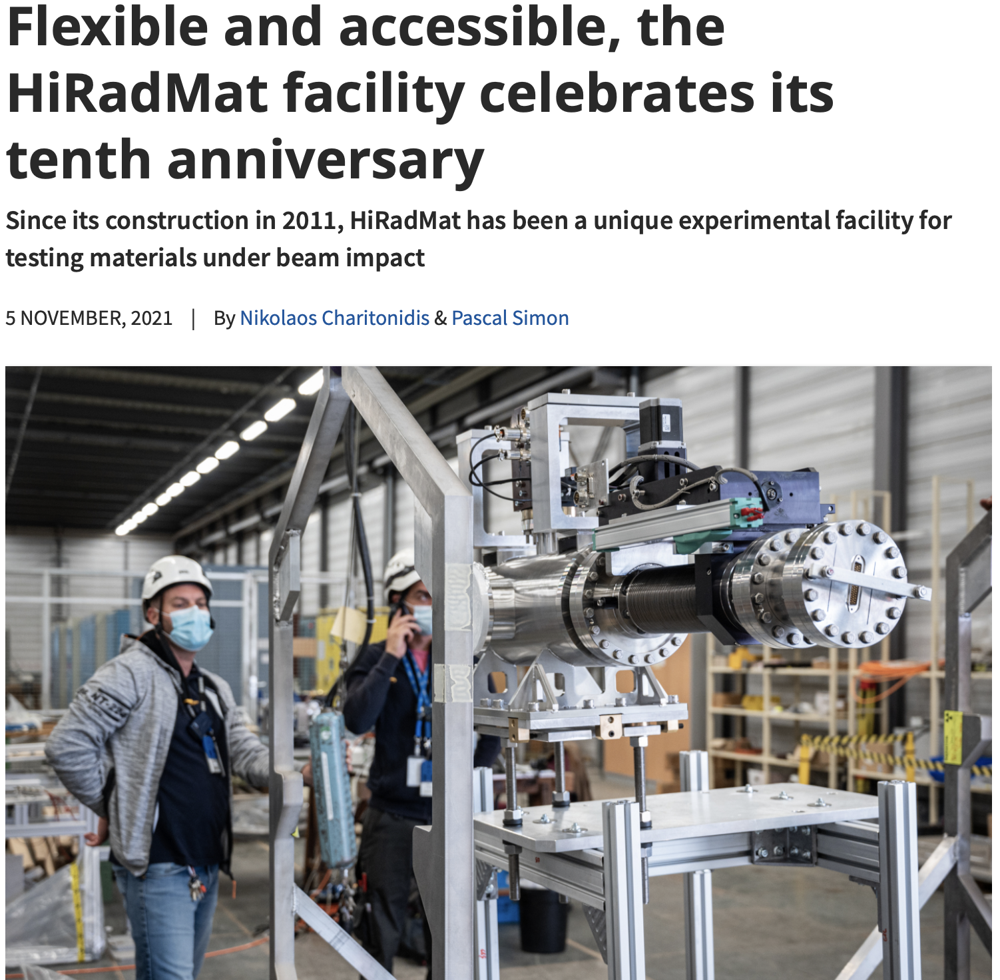 Flexible and accessible, the
HiRadMat facility celebrates its
tenth anniversary
Since its construction in 2011, HiRadMat has been a unique experimental facility for
testing materials under beam impact
5 NOVEMBER, 2021 | By Nikolaos Charitonidis & Pascal Simon